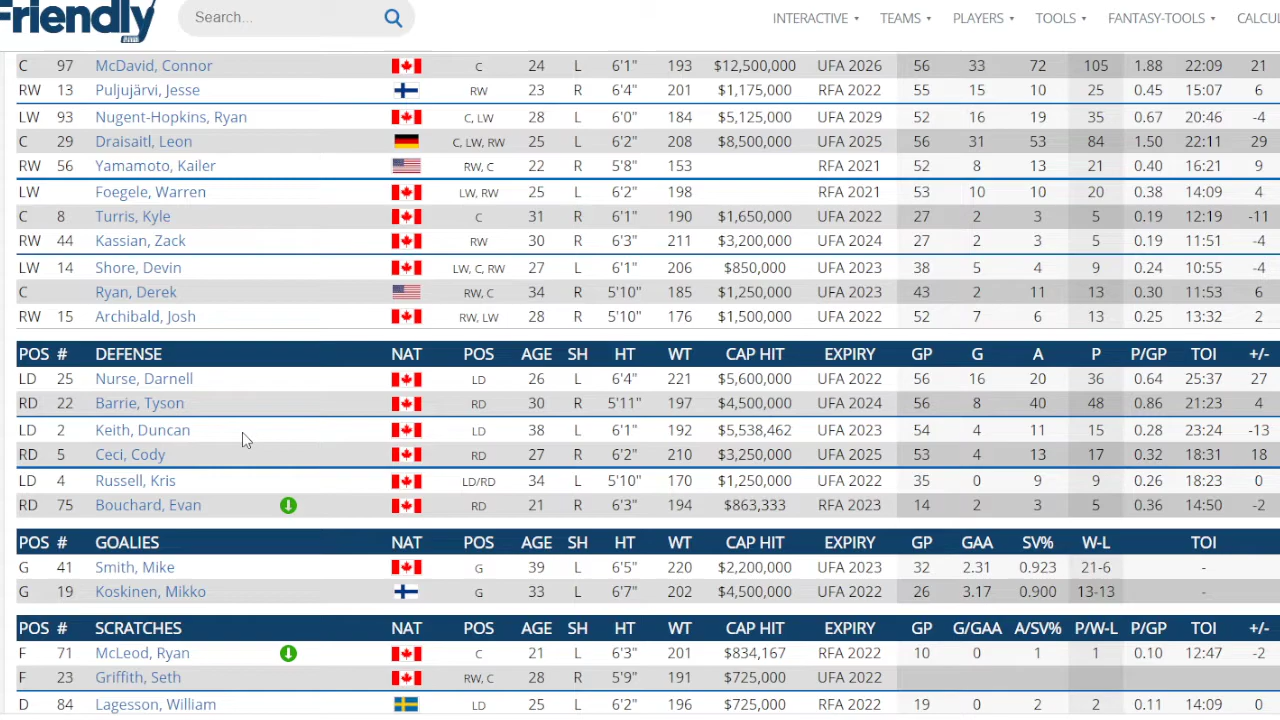 Friendly
Search...
INTERACTIVE TEAMS PLAYERS TOOLS FANTASY-TOOLS CALCU
C 97 McDavid, Connor C 24 L 6'1" 193 $12,500,000 UFA 2026 56 33 72 105 1.88 22:09 21
RW 13 Puljujärvi, Jesse RW 23 R 6'4" 201 $1,175,000 RFA 2022 55 15 10 25 0.45 15:07 6
LW 93 Nugent-Hopkins, Ryan C, LW 28 L 6'0" 184 $5,125,000 UFA 2029 52 16 19 35 0.67 20:46 -4
C 29 Draisaitl, Leon C, LW, RW 25 L 6'2" 208 $8,500,000 UFA 2025 56 31 53 84 1.50 22:11 29
RW 56 Yamamoto, Kailer RW, C 22 R 5'8" 153 RFA 2021 52 8 13 21 0.40 16:21 9
LW Foegele, Warren LW, RW 25 L 6'2" 198 RFA 2021 53 10 10 20 0.38 14:09 4
C 8 Turris, Kyle C 31 R 6'1" 190 $1,650,000 UFA 2022 27 2 3 5 0.19 12:19 -11
RW 44 Kassian, Zack RW 30 R 6'3" 211 $3,200,000 UFA 2024 27 2 3 5 0.19 11:51 -4
LW 14 Shore, Devin LW, C, RW 27 L 6'1" 206 $850,000 UFA 2023 38 5 4 9 0.24 10:55 -4
C Ryan, Derek RW, C 34 R 5'10" 185 $1,250,000 UFA 2023 43 2 11 13 0.30 11:53 6
RW 15 Archibald, Josh RW, LW 28 R 5'10" 176 $1,500,000 UFA 2022 52 7 6 13 0.25 13:32 2
POS # DEFENSE NAT POS AGE SH HT WT CAP HIT EXPIRY GP G A P P/GP TOI +/-
LD 25 Nurse, Darnell LD 26 L 6'4" 221 $5,600,000 UFA 2022 56 16 20 36 0.64 25:37 27
RD 22 Barrie, Tyson RD 30 R 5'11" 197 $4,500,000 UFA 2024 56 8 40 48 0.86 21:23 4
LD 2 Keith, Duncan LD 38 L 6'1" 192 $5,538,462 UFA 2023 54 4 11 15 0.28 23:24
RD 5 Ceci, Cody RD 27 R 6'2" 210 $3,250,000 UFA 2025 53 4 13 17 0.32 18:31 18
LD 4 Russell, Kris LD/RD 34 L 5'10" 170 $1,250,000 UFA 2022 35 0 9 9 0.26 18:23 0
RD 75 Bouchard, Evan RD 21 R 6'3" 194 $863,333 RFA 2023 14 2 3 5 0.36 14:50 -2
POS # GOALIES NAT POS AGE SH HT WT CAP HIT EXPIRY GP GAA SV% W-L TOI
G 41 Smith, Mike G 39 L 6'5" 220 $2,200,000 UFA 2023 32 2.31 0.923 21-6 -
G 19 Koskinen, Mikko G 33 L 6'7" 202 $4,500,000 UFA 2022 26 3.17 0.900 13-13 -
POS # SCRATCHES NAT POS AGE SH HT WT CAP HIT EXPIRY GP G/GAA A/SV% P/W-L P/GP TOI +/-
F 71 McLeod, Ryan C 21 L 6'3" 201 $834,167 RFA 2022 10 0 1 1 0.10 12:47 -2
F 23 Griffith, Seth RW, C 28 R 5'9" 191 $725,000 UFA 2022
D 84 Lagesson, William LD 25 L 6'2" 196 $725,000 RFA 2022 19 0 2 2 0.11 14:09 0